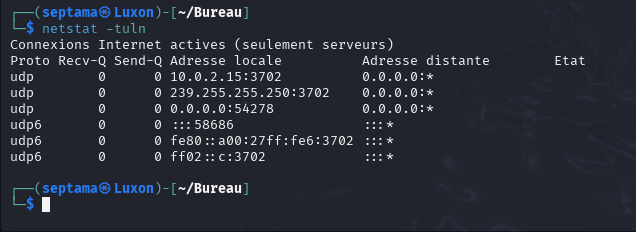 ┌──(septama㉿Luxon)-[~/Bureau]
└─$ netstat -tuln
Connexions Internet actives (seulement serveurs)
Proto Recv-Q Send-Q Adresse locale          Adresse distante        Etat
udp        0      0 10.0.2.15:3702          0.0.0.0:*
udp        0      0 239.255.255.250:3702    0.0.0.0:*
udp        0      0 0.0.0.0:54278           0.0.0.0:*
udp6       0      0 :::58686                :::*
udp6       0      0 fe80::a00:27ff:fe6:3702 :::*
udp6       0      0 ff02::c:3702            :::*
┌──(septama㉿Luxon)-[~/Bureau]
└─$